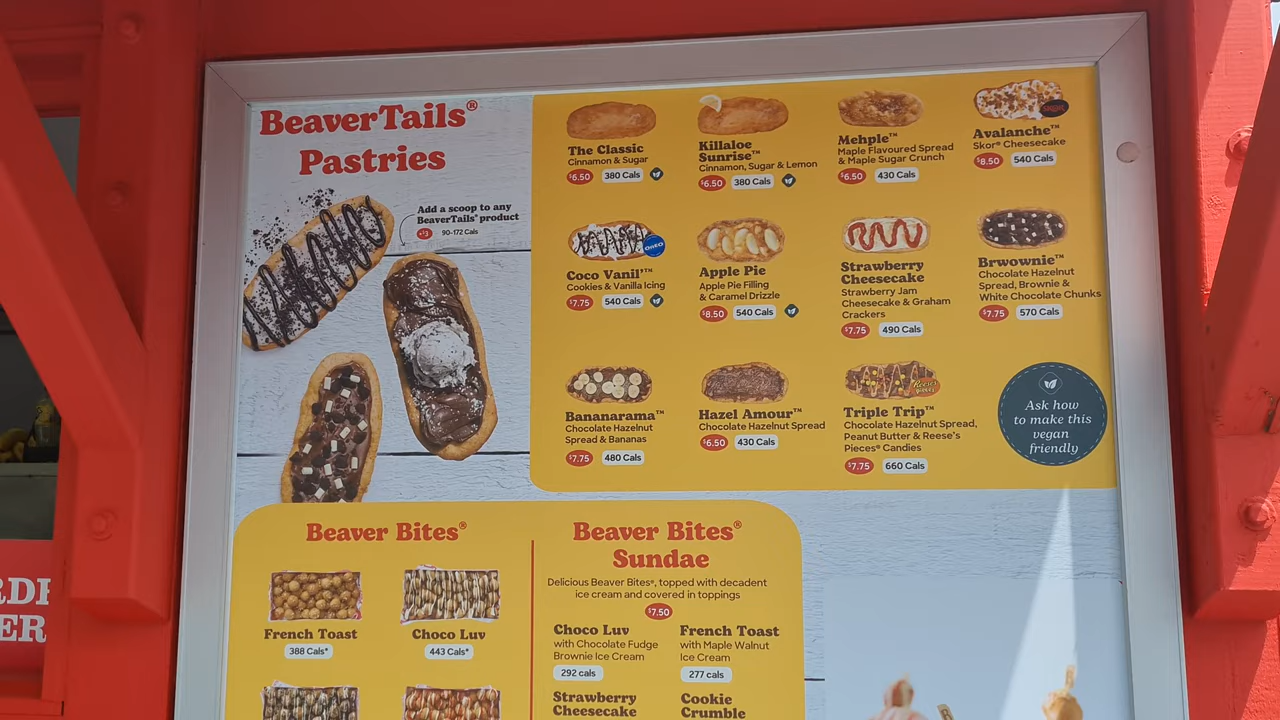 BeaverTails®
Pastries
Add a scoop to any
BeaverTails® product
$3 90-172 Cals
The Classic
Cinnamon & Sugar
$6.50 380 Cals
Killaloe
Sunrise™
Cinnamon, Sugar & Lemon
$6.50 380 Cals
Mehple™
Maple Flavoured Spread
& Maple Sugar Crunch
$6.50 430 Cals
Avalanche™
Skor® Cheesecake
$8.50 540 Cals
OREO
Coco Vanil'™
Cookies & Vanilla Icing
$7.75 540 Cals
Apple Pie
Apple Pie Filling
& Caramel Drizzle
$8.50 540 Cals
Strawberry
Cheesecake
Strawberry Jam
Cheesecake & Graham
Crackers
$7.75 490 Cals
Brwownie™
Chocolate Hazelnut
Spread, Brownie &
White Chocolate Chunks
$7.75 570 Cals
Bananarama™
Chocolate Hazelnut
Spread & Bananas
$7.75 480 Cals
Hazel Amour™
Chocolate Hazelnut Spread
$6.50 430 Cals
Reese's
Pieces
Triple Trip™
Chocolate Hazelnut Spread,
Peanut Butter & Reese's
Pieces® Candies
$7.75 660 Cals
Ask how
to make this
vegan
friendly
Beaver Bites®
French Toast
388 Cals*
Choco Luv
443 Cals*
Beaver Bites®
Sundae
Delicious Beaver Bites®, topped with decadent
ice cream and covered in toppings
$7.50
Choco Luv
with Chocolate Fudge
Brownie Ice Cream
292 cals
French Toast
with Maple Walnut
Ice Cream
277 cals
Strawberry
Cheesecake
Cookie
Crumble
RDE
ER